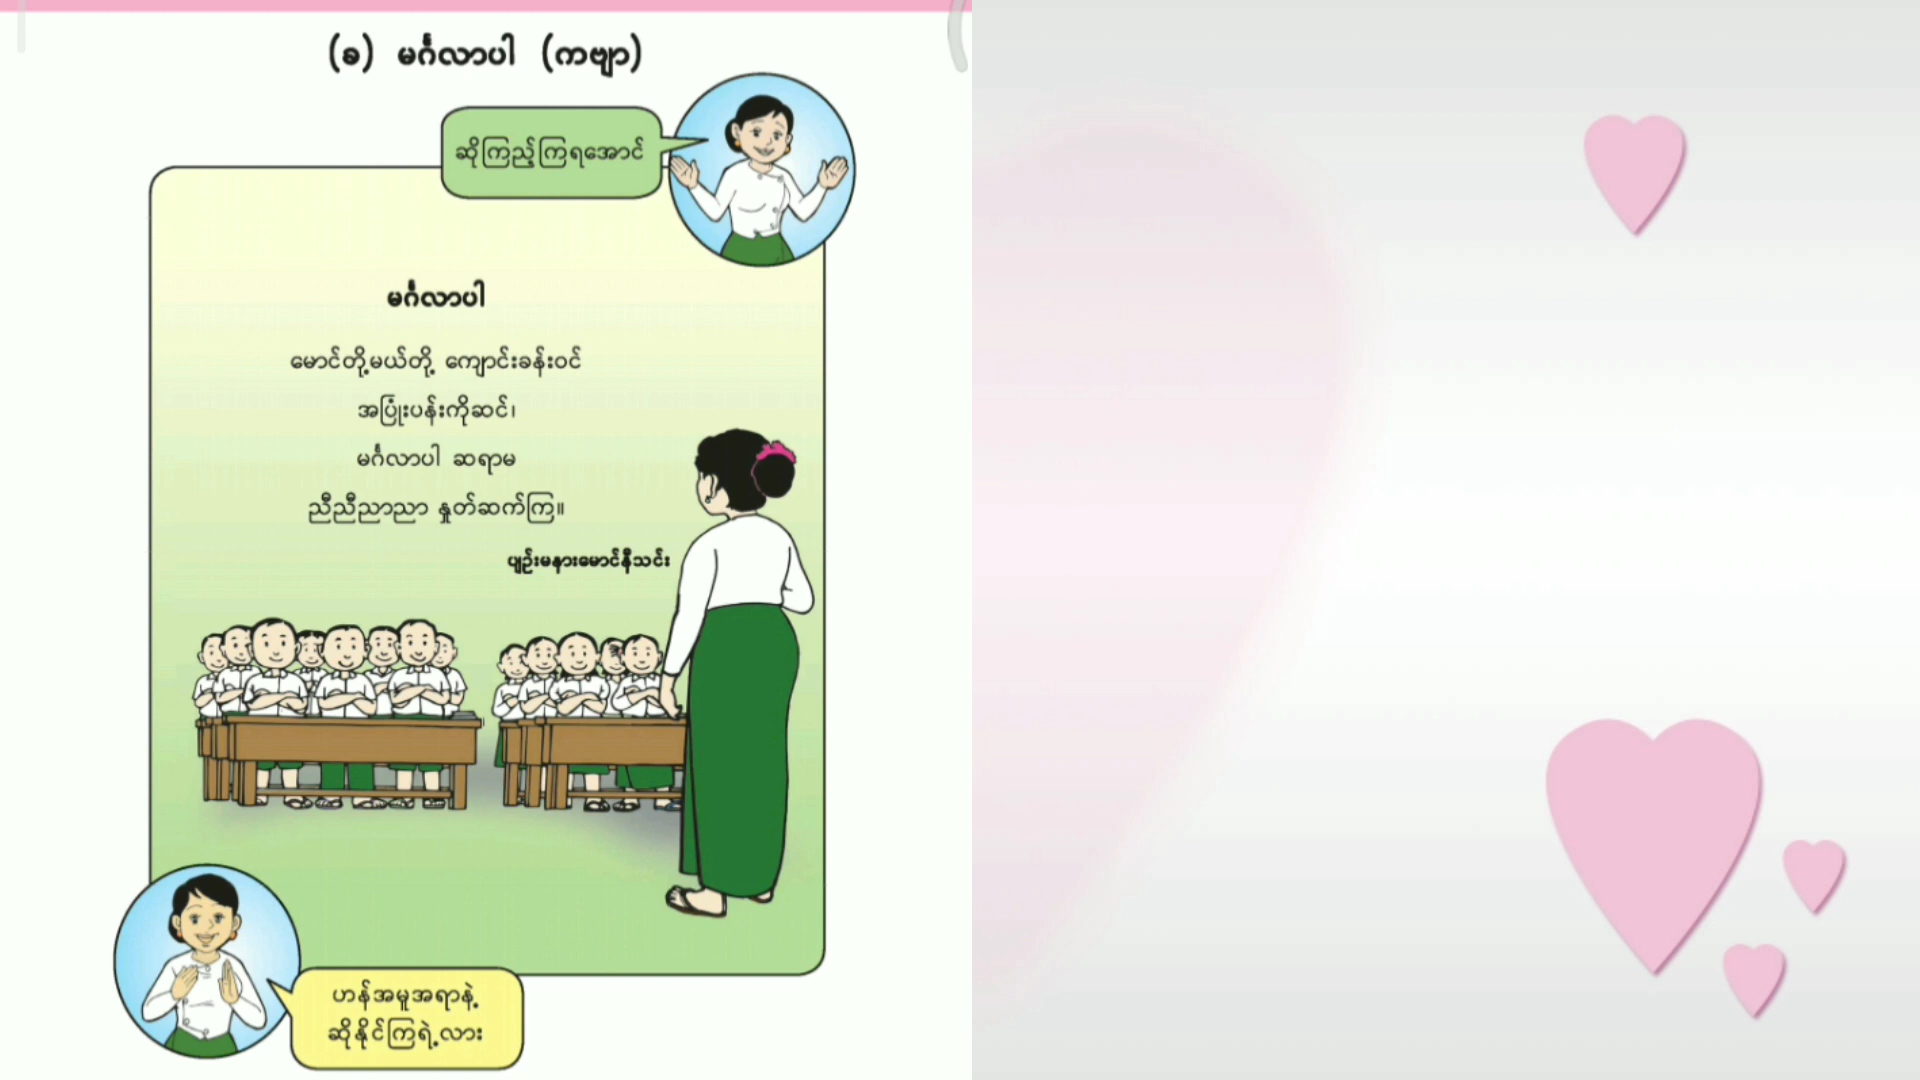 (ခ) မင်္ဂလာပါ (ကဗျာ)
ဆိုကြည့်ကြရအောင်
မင်္ဂလာပါ
မောင်တို့မယ်တို့ ကျောင်းခန်းဝင်
အပြုံးပန်းကိုဆင်၊
မင်္ဂလာပါ ဆရာမ
ညီညီညာညာ နှုတ်ဆက်ကြ။
ပျဉ်းမနားမောင်နီသင်း
ဟန်အမူအရာနဲ့
ဆိုနိုင်ကြရဲ့လား